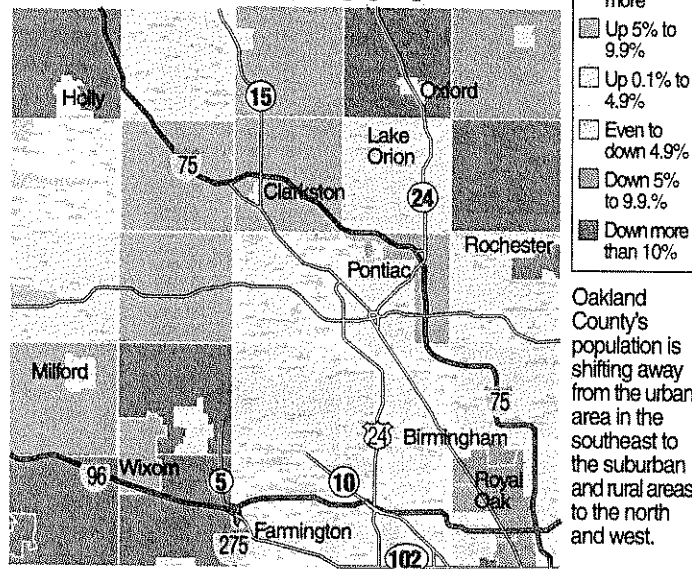 more
Up 5% to
9.9%
Up 0.1% to
4.9%
Even to
down 4.9%
Down 5%
to 9.9.%
Down more
than 10%
Holly
15
Oxford
Lake
Orion
75
Clarkston
24
Rochester
Pontiac
Milford
75
24
Birmingham
96
Wixom
5
10
Royal
Oak
Farmington
275
102
Oakland
County's
population is
shifting away
from the urban
area in the
southeast to
the suburban
and rural areas
to the north
and west.